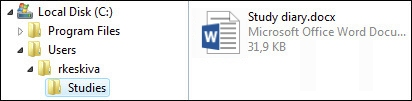 Local Disk (C:)
Program Files
Users
rkeskiva
Studies
Study diary.docx
Microsoft Office Word Docu...
31,9 KB